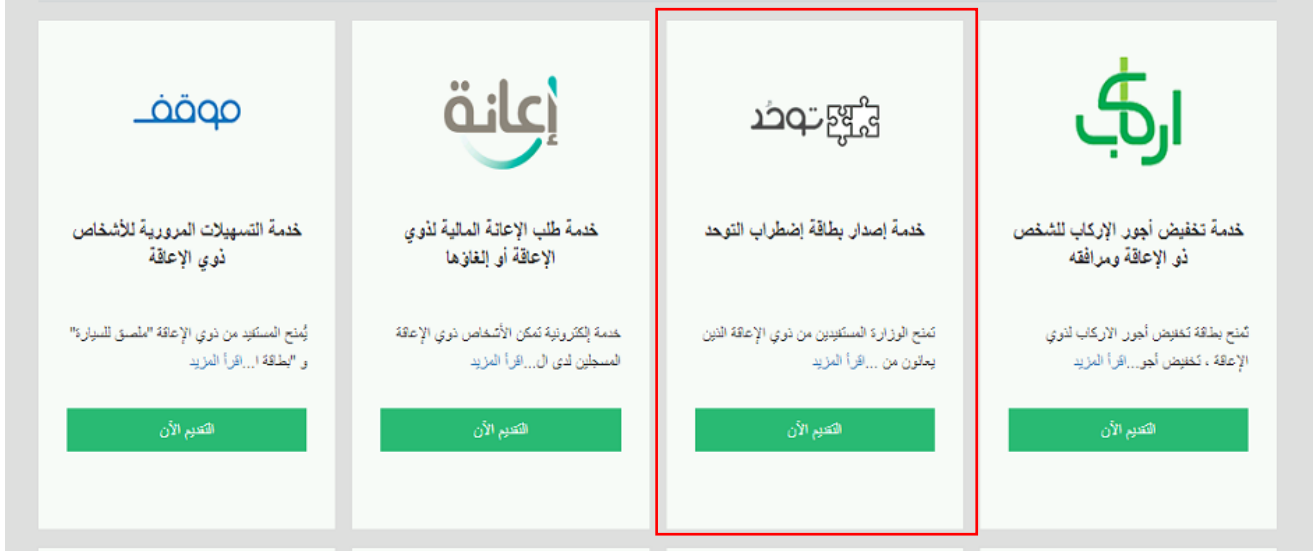 اركاب
خدمة تخفيض أجور الإركاب للشخص
ذو الإعاقة ومرافقه
تُمنح بطاقة تخفيض أجور الاركاب لذوي
الإعاقة ، تخفيض أجو...اقرأ المزيد
التقديم الآن
توحُد
خدمة إصدار بطاقة إضطراب التوحد
تمنح الوزارة المستفيدين من ذوي الإعاقة الذين
يعانون من ...اقرأ المزيد
التقديم الآن
إعانة
خدمة طلب الإعانة المالية لذوي
الإعاقة أو إلغاؤها
خدمة إلكترونية تمكن الأشخاص ذوي الإعاقة
المسجلين لدى ال...اقرأ المزيد
التقديم الآن
موقف
خدمة التسهيلات المرورية للأشخاص
ذوي الإعاقة
يُمنح المستفيد من ذوي الإعاقة "ملصق للسيارة"
و "بطاقة ا...اقرأ المزيد
التقديم الآن